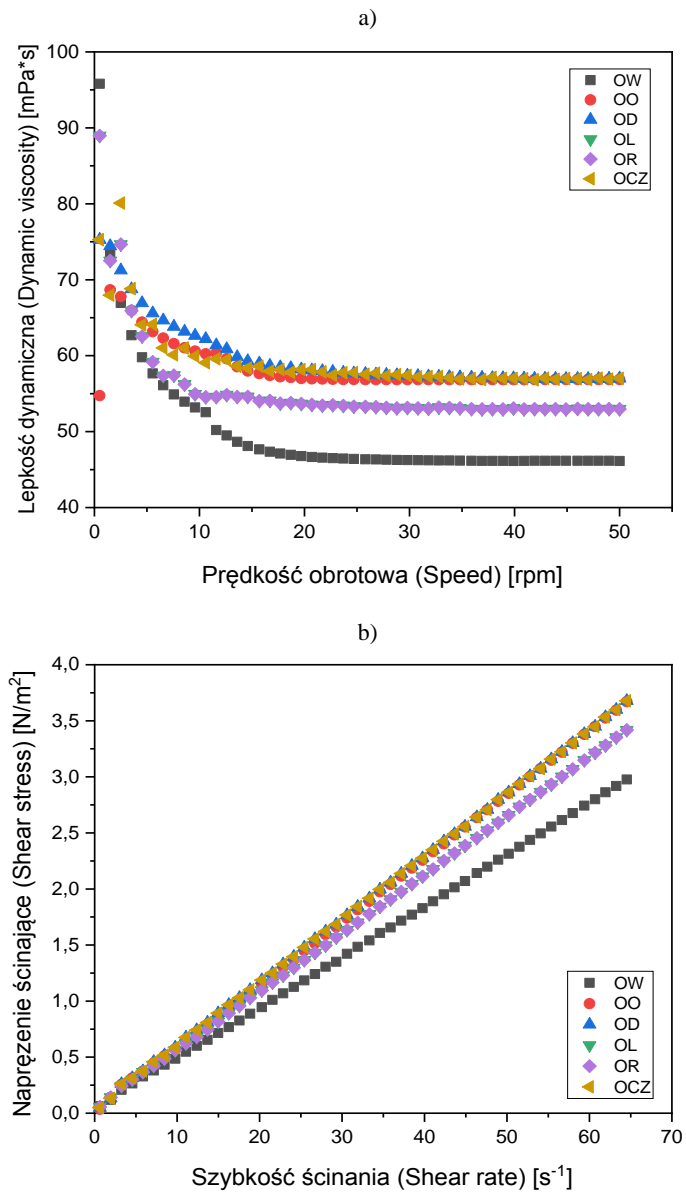 a)
Lepkość dynamiczna (Dynamic viscosity) [mPa*s]
100
90
80
70
60
50
40
0
10
20
30
40
50
OW
OO
OD
OL
OR
OCZ
Prędkość obrotowa (Speed) [rpm]
b)
Naprężenie ścinające (Shear stress) [N/m²]
4,0
3,5
3,0
2,5
2,0
1,5
1,0
0,5
0,0
0
10
20
30
40
50
60
70
OW
OO
OD
OL
OR
OCZ
Szybkość ścinania (Shear rate) [s⁻¹]